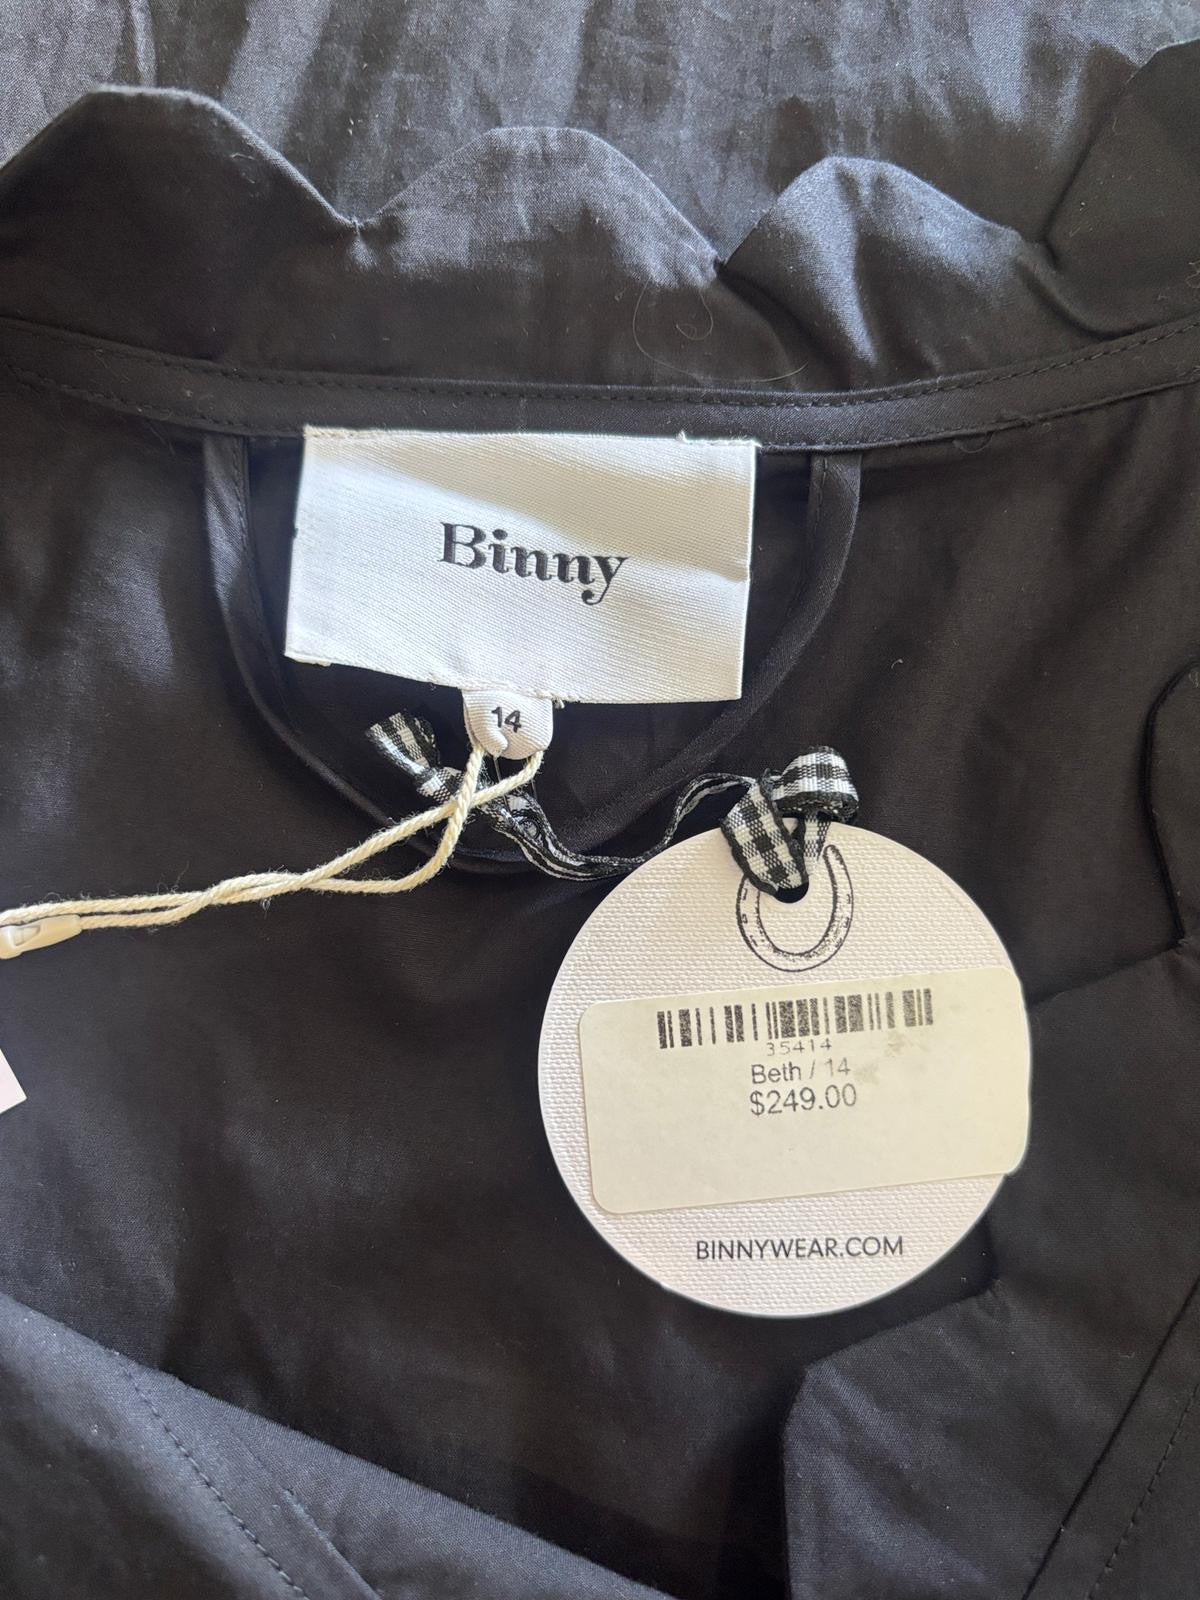 Binny
14
35414
Beth / 14
$249.00
BINNYWEAR.COM